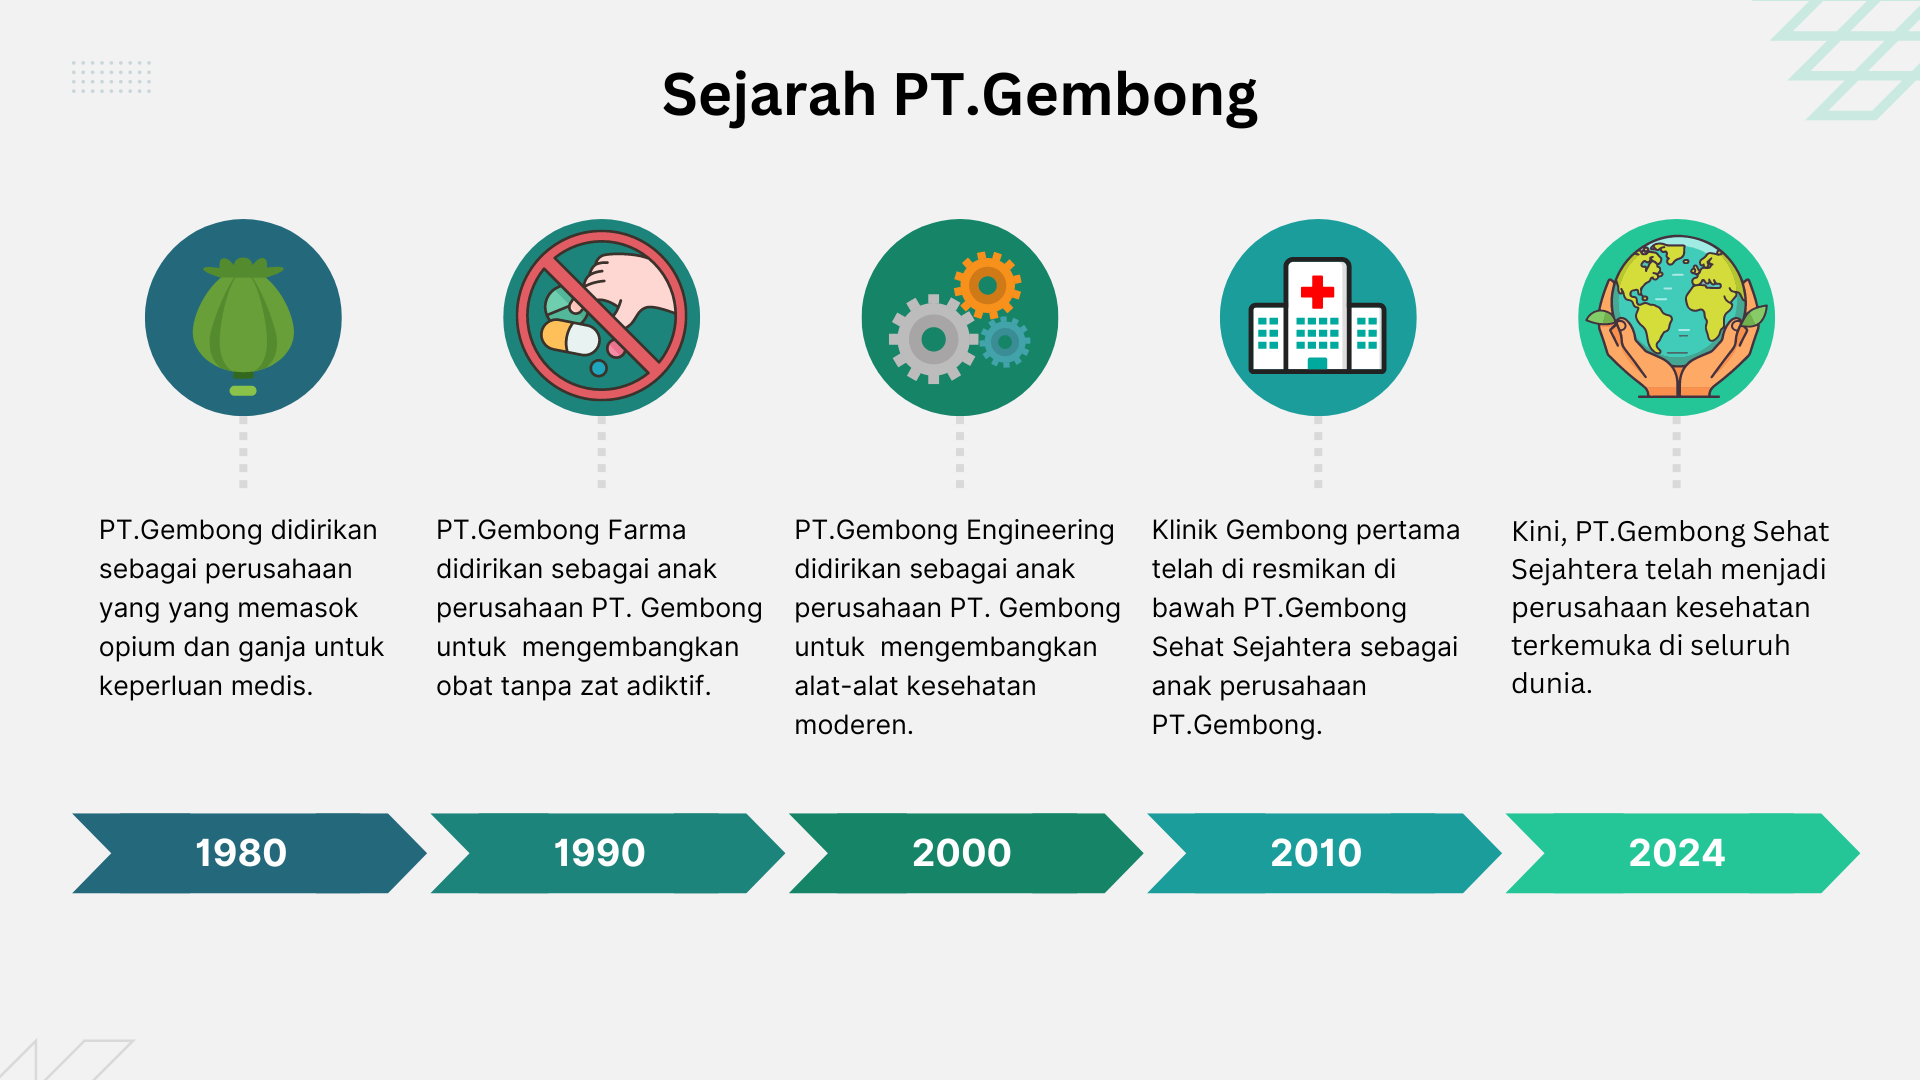 Sejarah PT.Gembong
PT.Gembong didirikan
sebagai perusahaan
yang yang memasok
opium dan ganja untuk
keperluan medis.
PT.Gembong Farma
didirikan sebagai anak
perusahaan PT. Gembong
untuk  mengembangkan
obat tanpa zat adiktif.
PT.Gembong Engineering
didirikan sebagai anak
perusahaan PT. Gembong
untuk  mengembangkan
alat-alat kesehatan
moderen.
Klinik Gembong pertama
telah di resmikan di
bawah PT.Gembong
Sehat Sejahtera sebagai
anak perusahaan
PT.Gembong.
Kini, PT.Gembong Sehat
Sejahtera telah menjadi
perusahaan kesehatan
terkemuka di seluruh
dunia.
1980
1990
2000
2010
2024